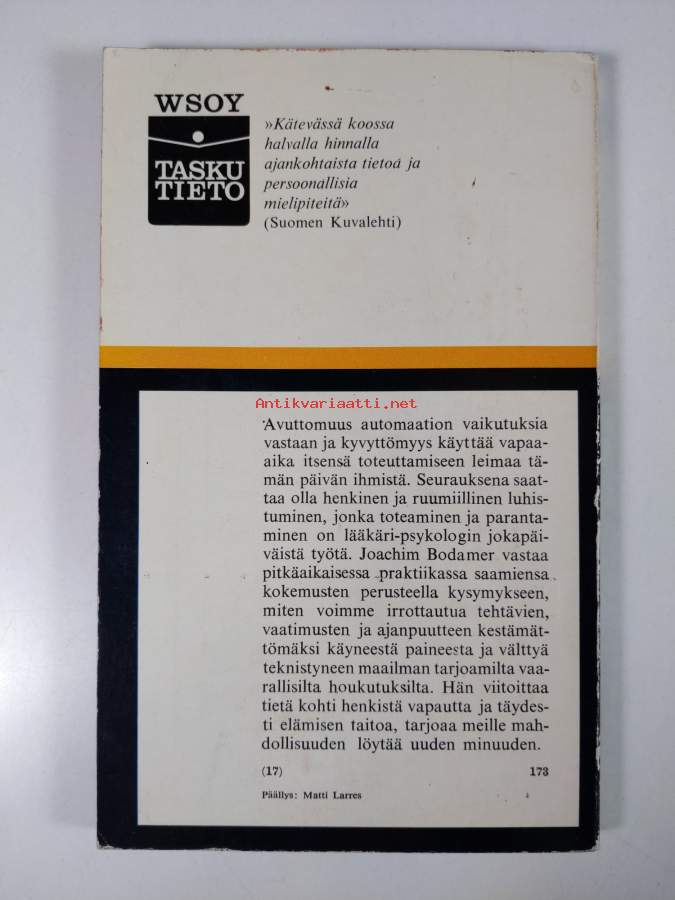 WSOY
TASKU
TIETO
»Kätevässä koossa
halvalla hinnalla
ajankohtaista tietoa ja
persoonallisia
mielipiteitä»
(Suomen Kuvalehti)
Antikvariaatti.net
Avuttomuus automaation vaikutuksia
vastaan ja kyvyttömyys käyttää vapaa-
aika itsensä toteuttamiseen leimaa tä-
män päivän ihmistä. Seurauksena saat-
taa olla henkinen ja ruumiillinen luhis-
tuminen, jonka toteaminen ja paranta-
minen on lääkäri-psykologin jokapäi-
väistä työtä. Joachim Bodamer vastaa
pitkäaikaisessa praktiikassa saamiensa
kokemusten perusteella kysymykseen,
miten voimme irrottautua tehtävien,
vaatimusten ja ajanpuutteen kestämät-
tömäksi käyneestä paineesta ja välttyä
teknistyneen maailman tarjoamilta vaa-
rallisilta houkutuksilta. Hän viitoittaa
tietä kohti henkistä vapautta ja täydes-
ti elämisen taitoa, tarjoaa meille mah-
dollisuuden löytää uuden minuuden.
(17) 173
Päällys: Matti Larres